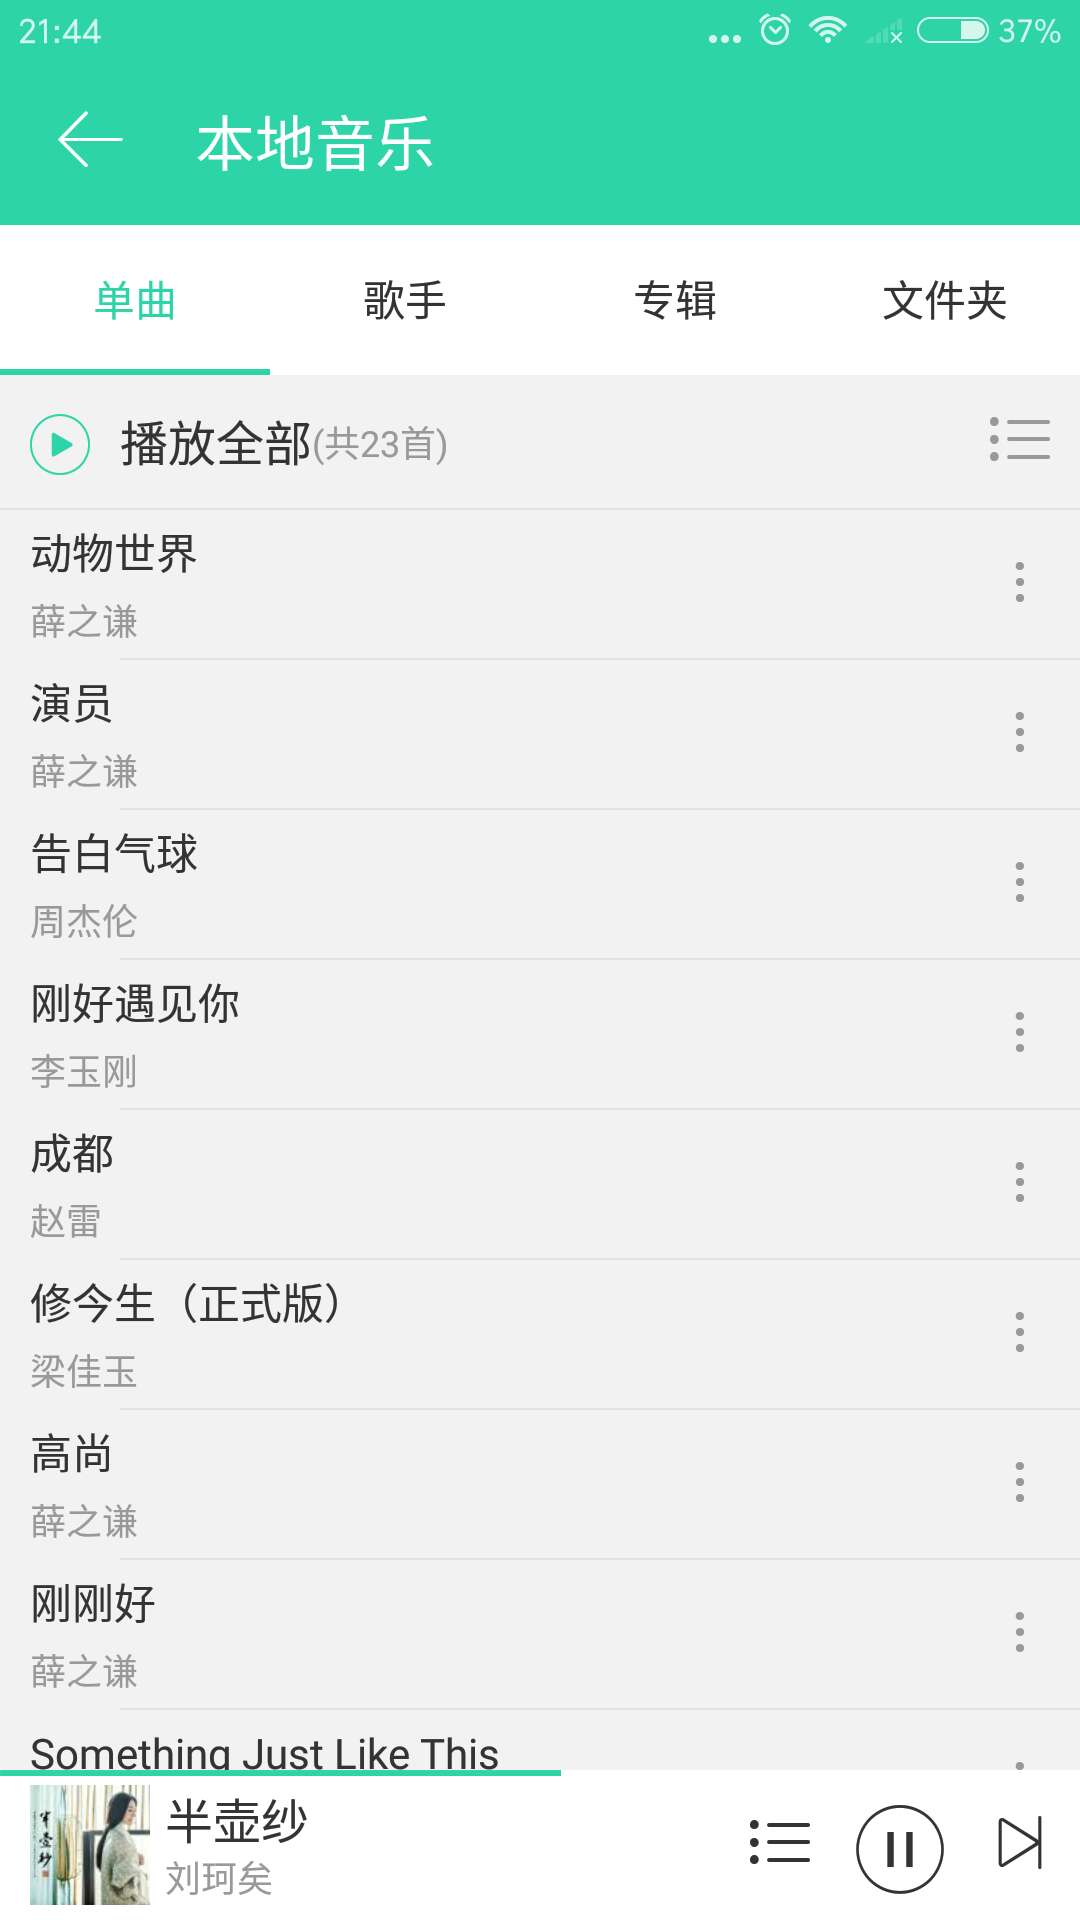 21:44
37%
本地音乐
单曲 歌手 专辑 文件夹
播放全部(共23首)
动物世界
薛之谦
演员
薛之谦
告白气球
周杰伦
刚好遇见你
李玉刚
成都
赵雷
修今生（正式版）
梁佳玉
高尚
薛之谦
刚刚好
薛之谦
Something Just Like This
半壶纱
半壶纱
刘珂矣